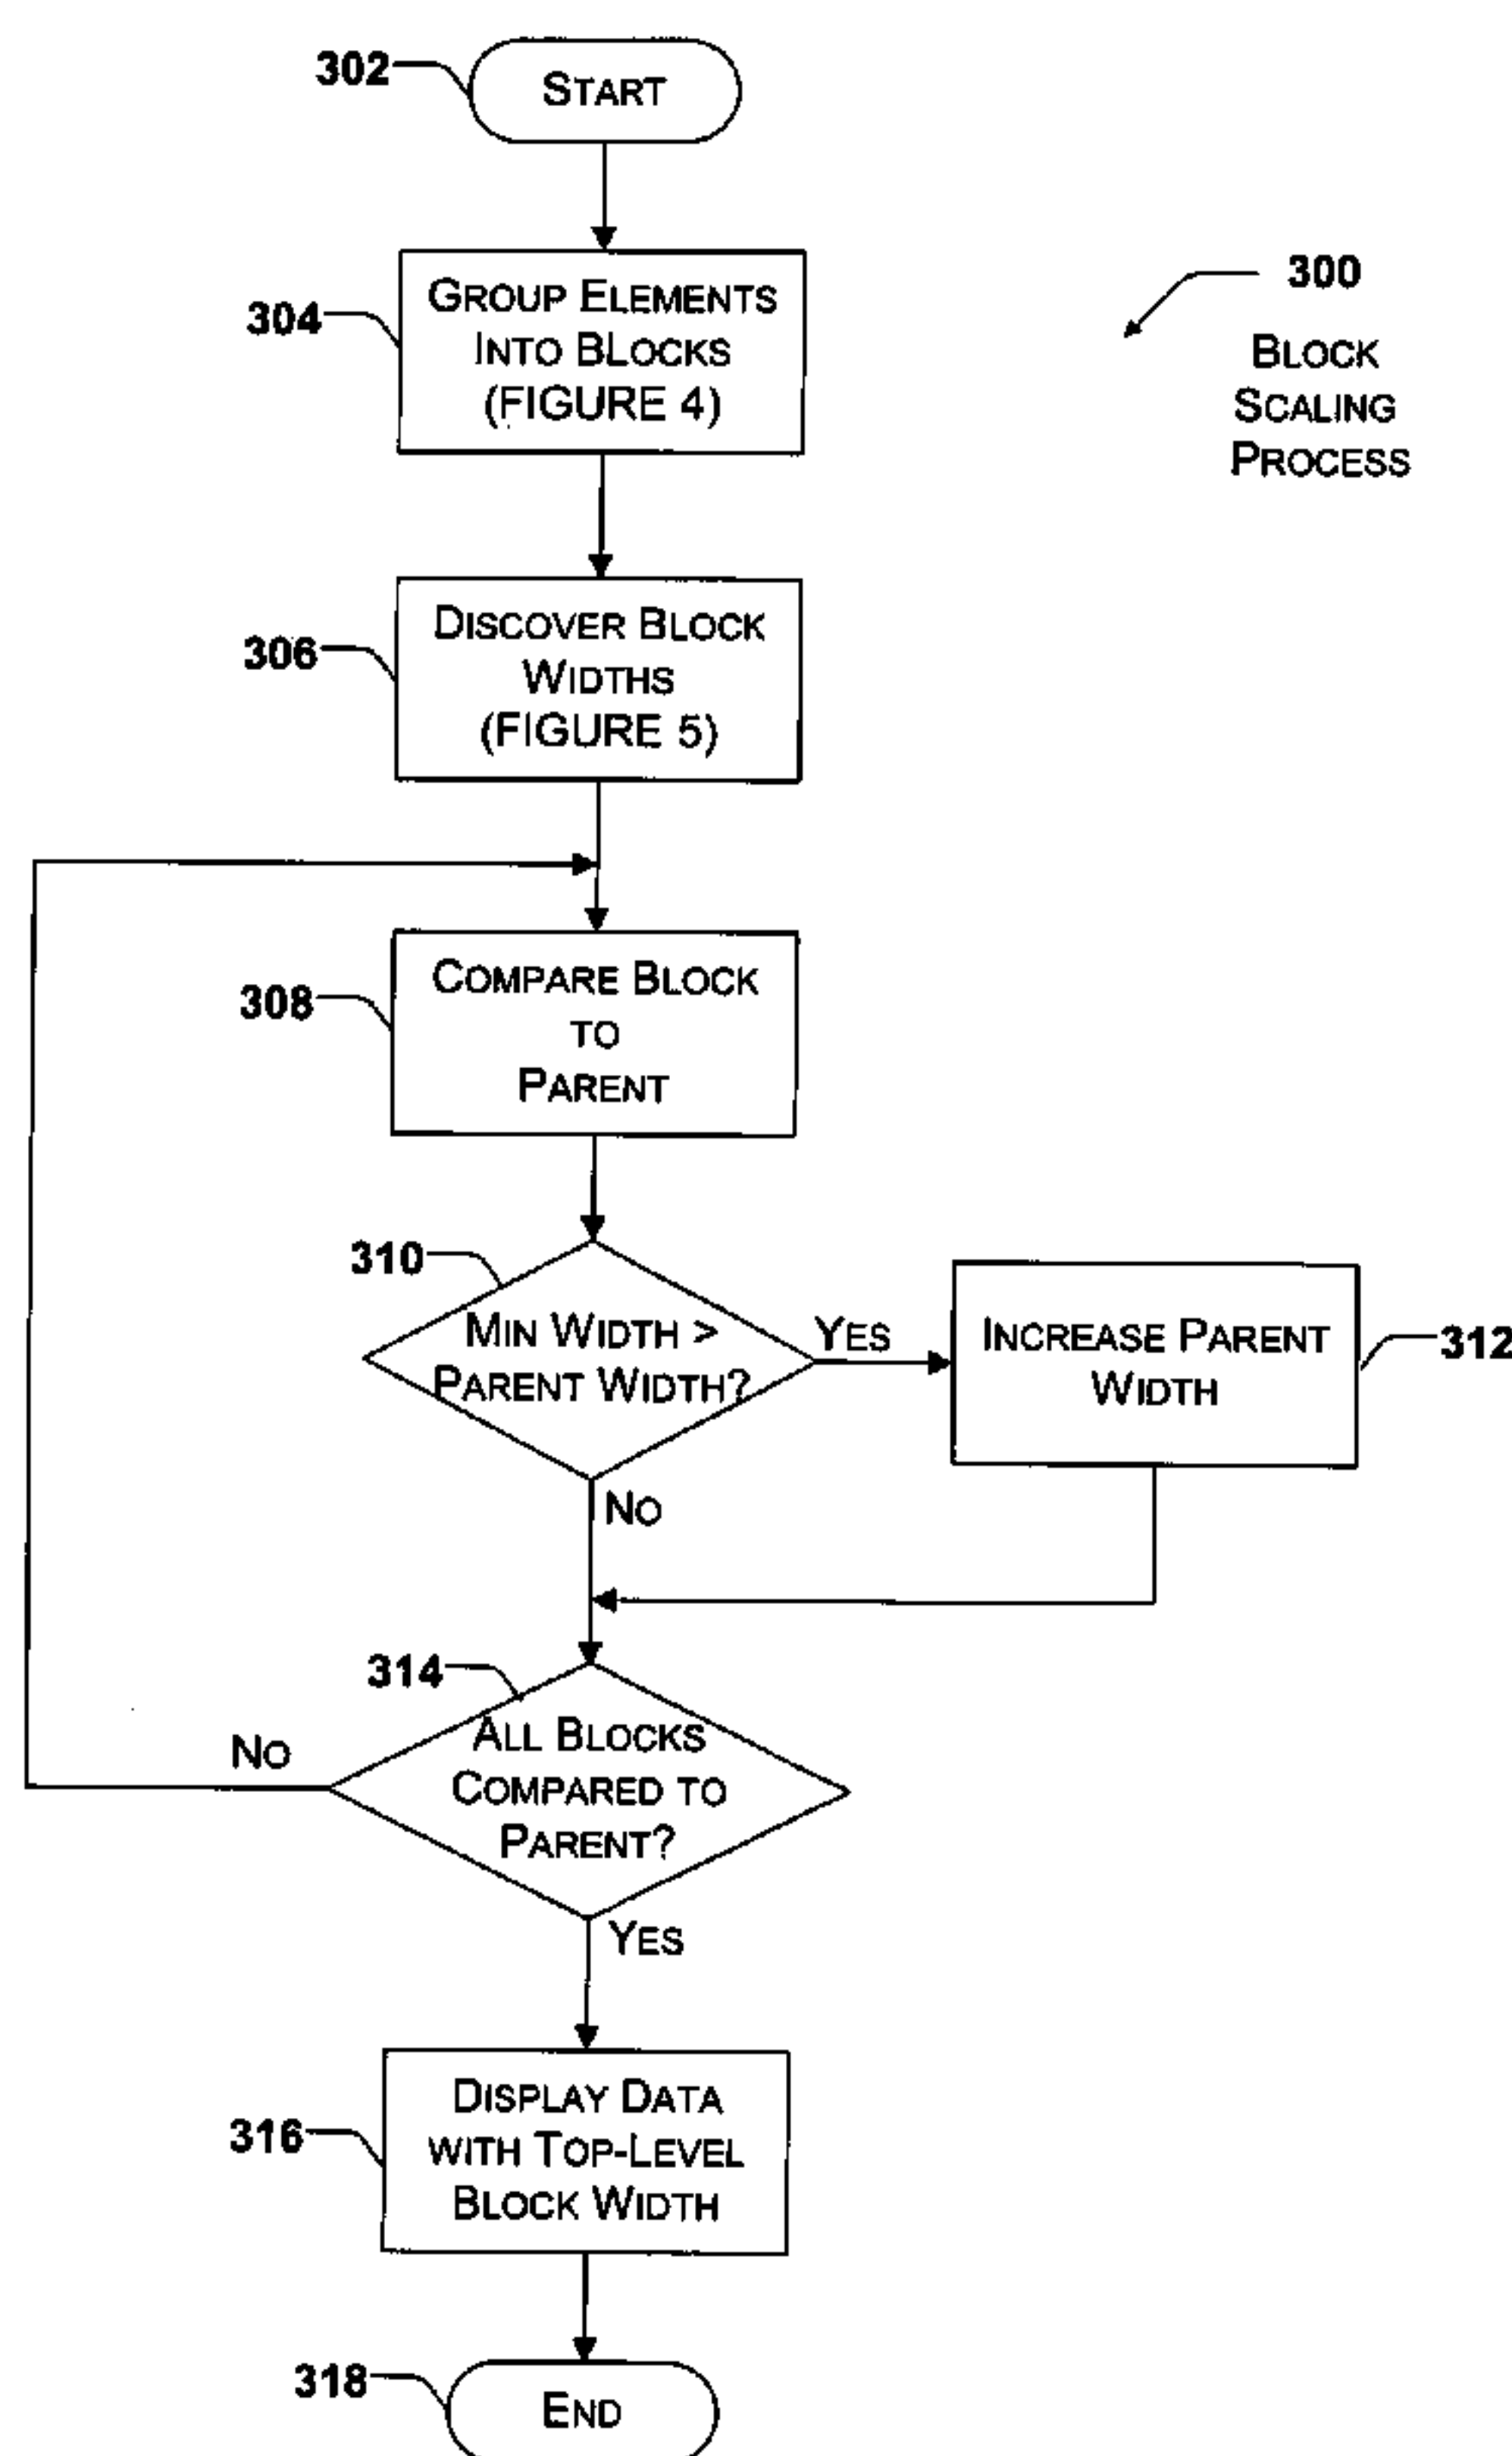 302
START
304
GROUP ELEMENTS
INTO BLOCKS
(FIGURE 4)
300
BLOCK
SCALING
PROCESS
306
DISCOVER BLOCK
WIDTHS
(FIGURE 5)
308
COMPARE BLOCK
TO
PARENT
310
MIN WIDTH >
PARENT WIDTH?
YES
INCREASE PARENT
WIDTH
312
NO
314
ALL BLOCKS
COMPARED TO
PARENT?
NO
YES
316
DISPLAY DATA
WITH TOP-LEVEL
BLOCK WIDTH
318
END